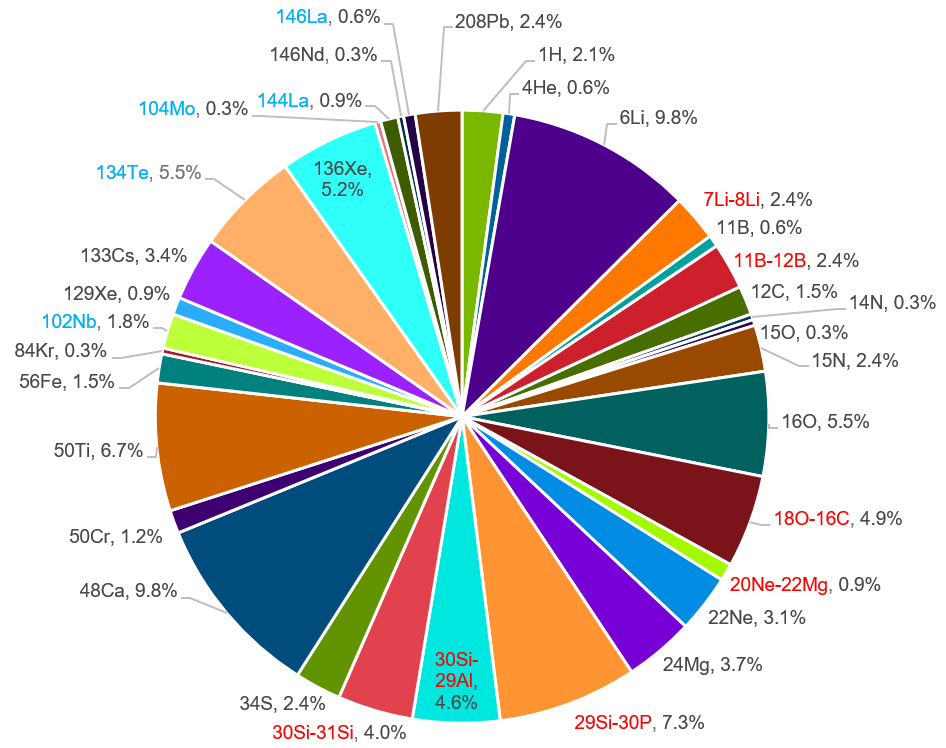 146La, 0.6%
208Pb, 2.4%
1H, 2.1%
146Nd, 0.3%
4He, 0.6%
144La, 0.9%
104Mo, 0.3%
6Li, 9.8%
134Te, 5.5%
136Xe,
5.2%
7Li-8Li, 2.4%
11B, 0.6%
133Cs, 3.4%
11B-12B, 2.4%
129Xe, 0.9%
12C, 1.5%
14N, 0.3%
102Nb, 1.8%
15O, 0.3%
84Kr, 0.3%
15N, 2.4%
56Fe, 1.5%
16O, 5.5%
50Ti, 6.7%
18O-16C, 4.9%
50Cr, 1.2%
20Ne-22Mg, 0.9%
48Ca, 9.8%
22Ne, 3.1%
24Mg, 3.7%
30Si-
29Al,
4.6%
34S, 2.4%
29Si-30P, 7.3%
30Si-31Si, 4.0%